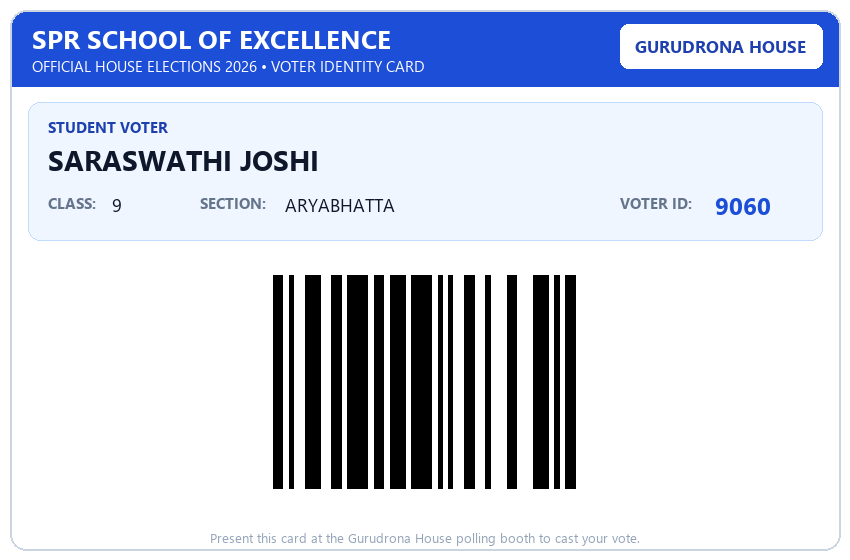 SPR SCHOOL OF EXCELLENCE
OFFICIAL HOUSE ELECTIONS 2026 • VOTER IDENTITY CARD
GURUDRONA HOUSE
STUDENT VOTER
SARASWATHI JOSHI
CLASS: 9 SECTION: ARYABHATTA VOTER ID: 9060
Present this card at the Gurudrona House polling booth to cast your vote.